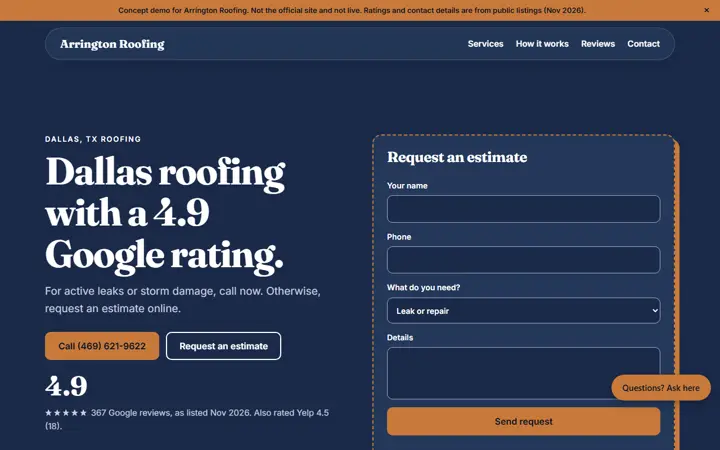 Concept demo for Arrington Roofing. Not the official site and not live. Ratings and contact details are from public listings (Nov 2026).
×
Arrington Roofing
Services
How it works
Reviews
Contact
DALLAS, TX ROOFING
Dallas roofing
with a 4.9
Google rating.
For active leaks or storm damage, call now. Otherwise,
request an estimate online.
Call (469) 621-9622
Request an estimate
4.9
★★★★★ 367 Google reviews, as listed Nov 2026. Also rated Yelp 4.5
(18).
Request an estimate
Your name
Phone
What do you need?
Leak or repair
Details
Questions? Ask here
Send request